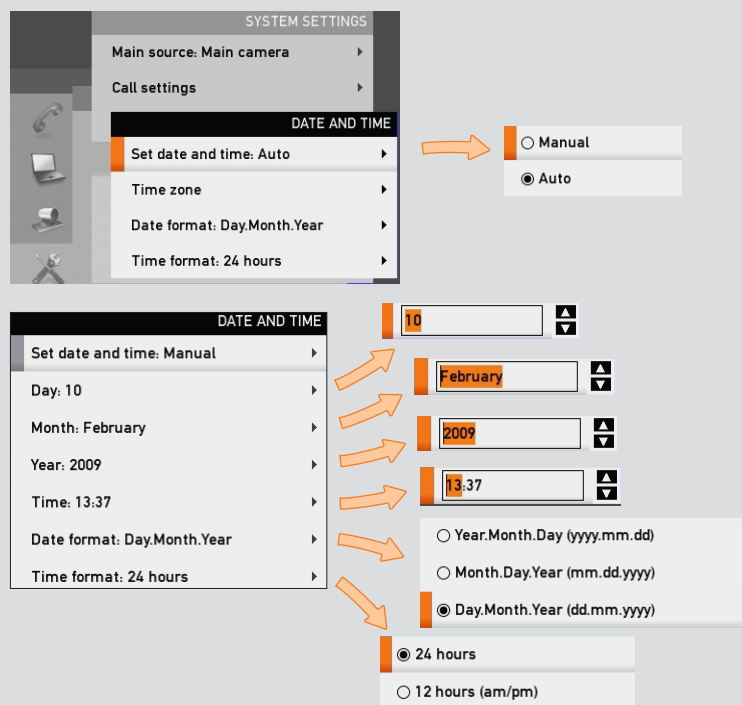 SYSTEM SETTINGS
Main source: Main camera
Call settings
DATE AND TIME
Set date and time: Auto
Time zone
Date format: Day.Month.Year
Time format: 24 hours
Manual
Auto
DATE AND TIME
Set date and time: Manual
Day: 10
Month: February
Year: 2009
Time: 13:37
Date format: Day.Month.Year
Time format: 24 hours
10
February
2009
13:37
Year.Month.Day (yyyy.mm.dd)
Month.Day.Year (mm.dd.yyyy)
Day.Month.Year (dd.mm.yyyy)
24 hours
12 hours (am/pm)